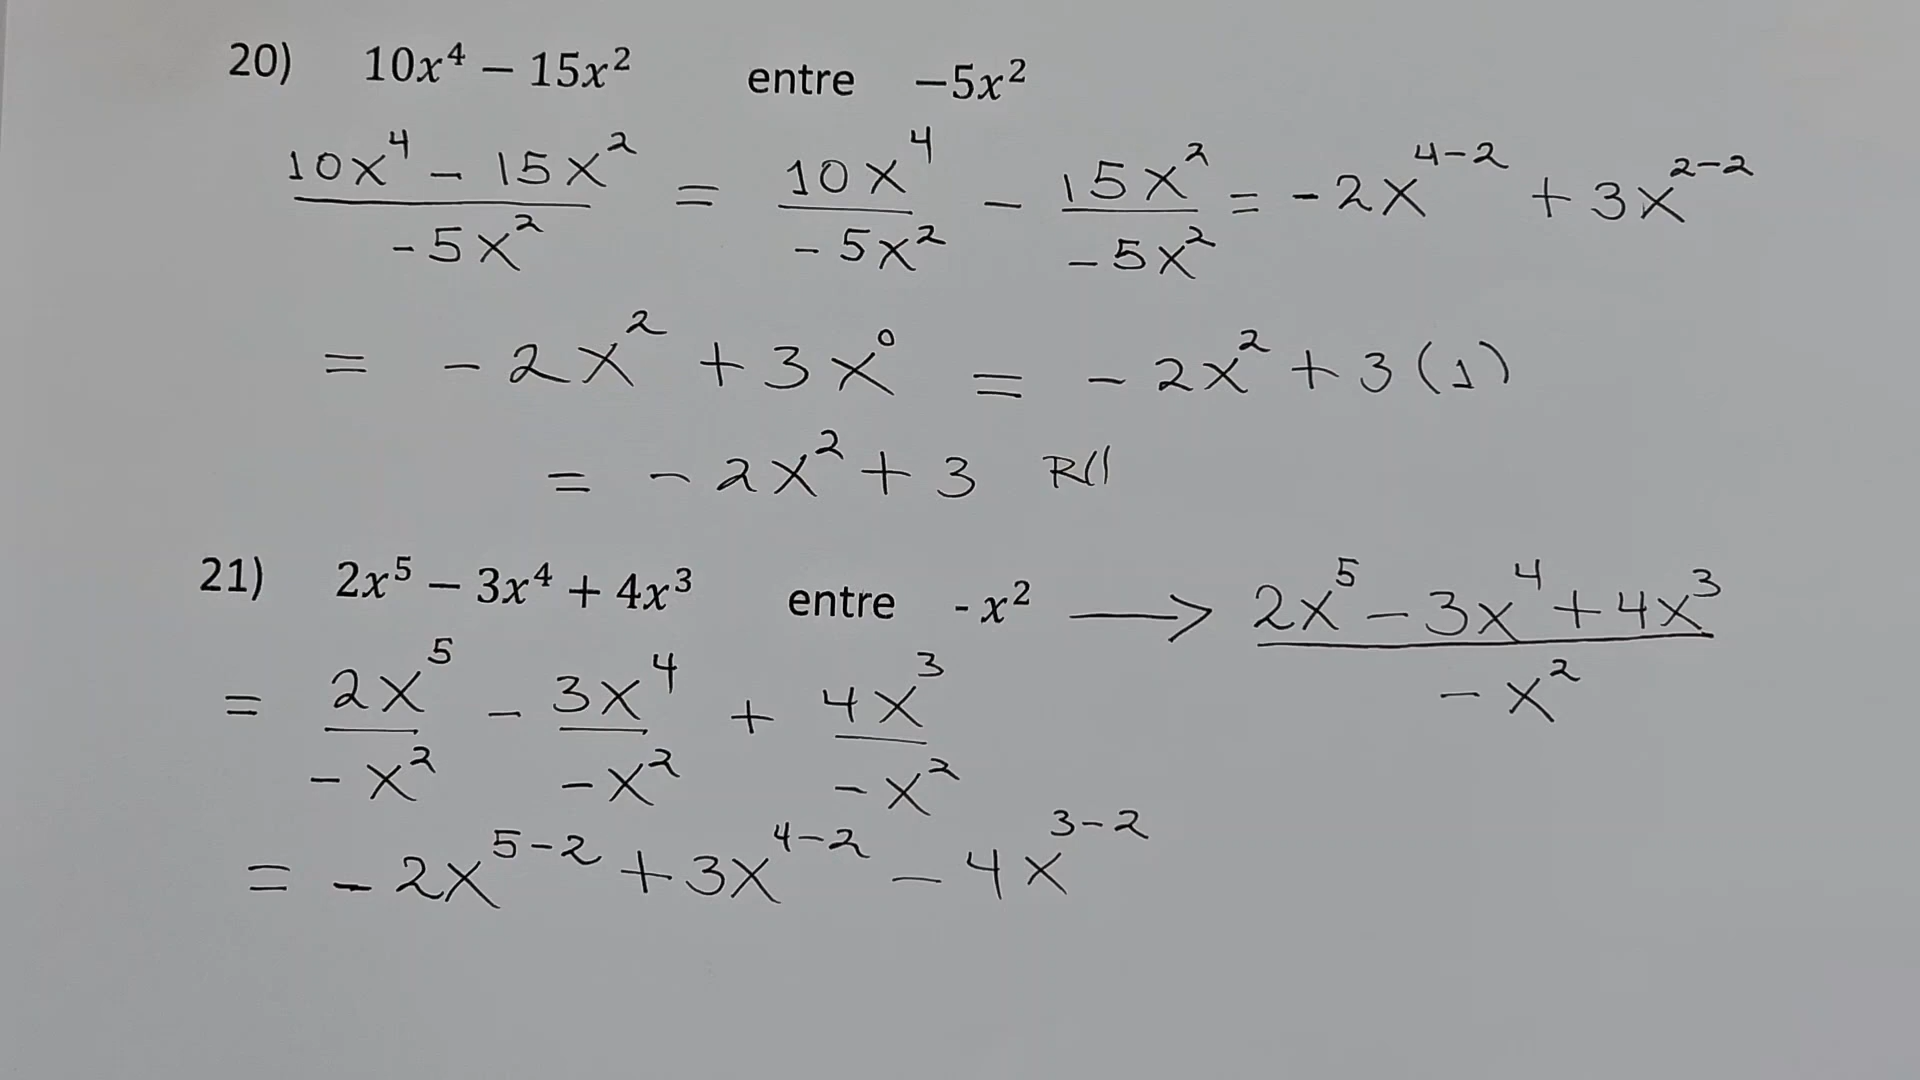 20) 10x⁴ − 15x² entre −5x²
(10x⁴ − 15x²)/(−5x²) = 10x⁴/(−5x²) − 15x²/(−5x²) = −2x⁴⁻² + 3x²⁻²
= −2x² + 3x⁰ = −2x² + 3(1)
= −2x² + 3 R//
21) 2x⁵ − 3x⁴ + 4x³ entre -x² ⟶ (2x⁵ − 3x⁴ + 4x³)/(−x²)
= 2x⁵/(−x²) − 3x⁴/(−x²) + 4x³/(−x²)
= −2x⁵⁻² + 3x⁴⁻² − 4x³⁻²